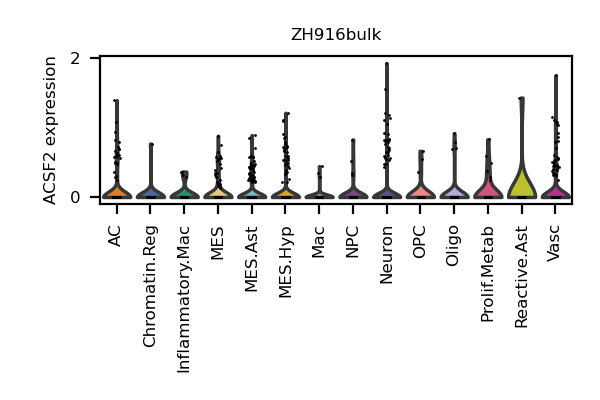 ZH916bulk
ACSF2 expression
2
0
AC
Chromatin.Reg
Inflammatory.Mac
MES
MES.Ast
MES.Hyp
Mac
NPC
Neuron
OPC
Oligo
Prolif.Metab
Reactive.Ast
Vasc